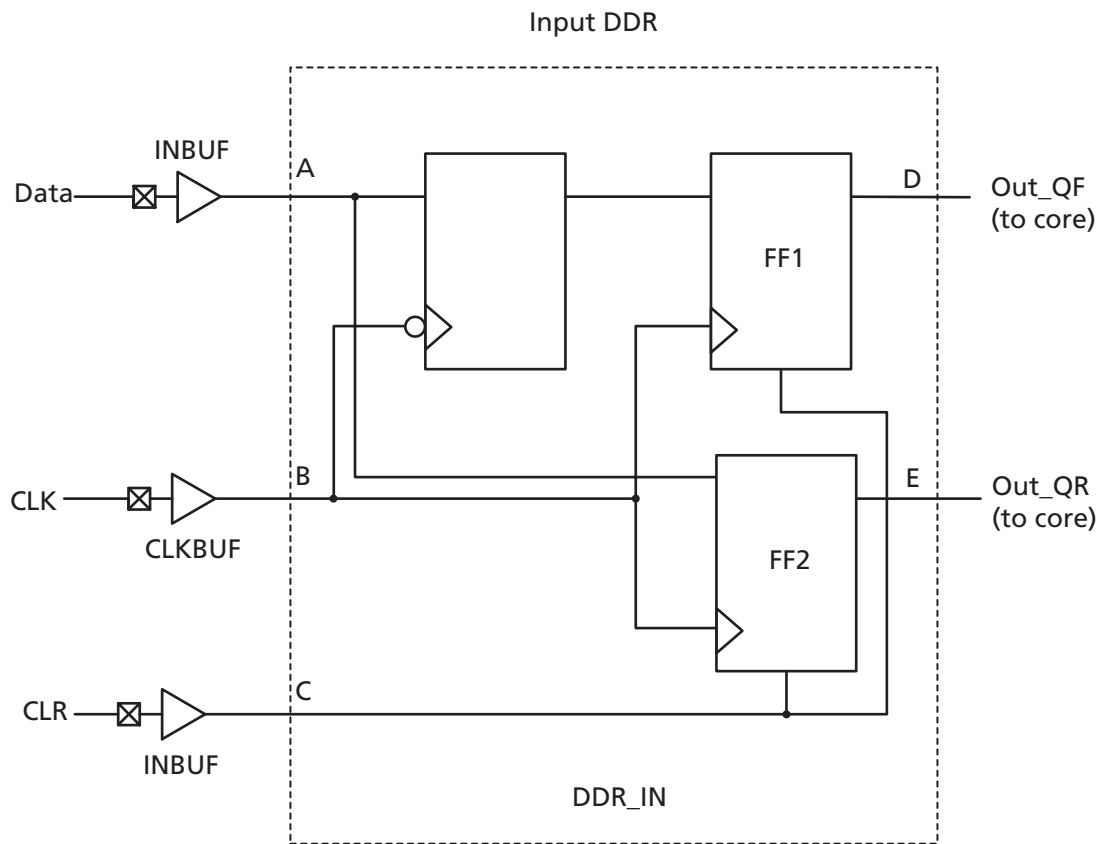 Input DDR
INBUF
A
D
Data
Out_QF
(to core)
FF1
B
E
CLK
Out_QR
(to core)
CLKBUF
FF2
C
CLR
INBUF
DDR_IN